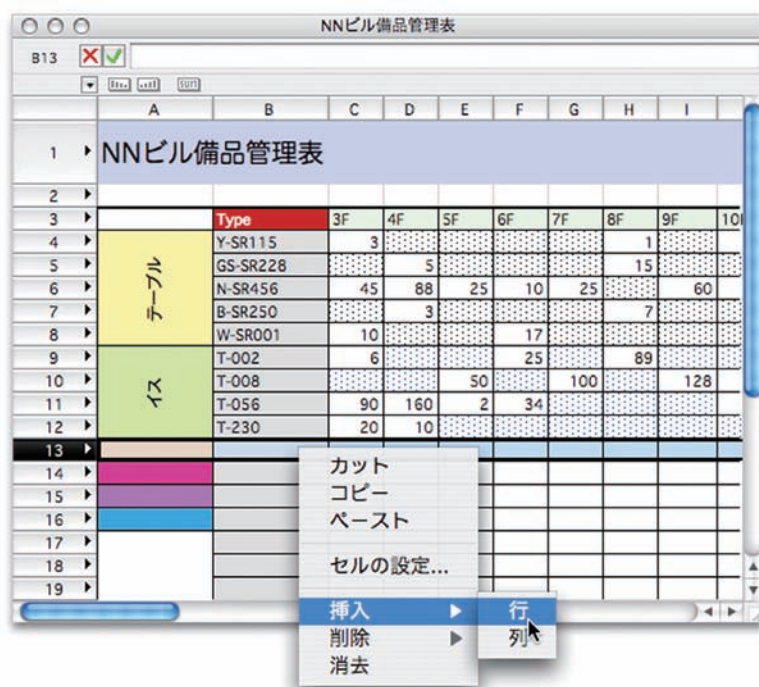 NNビル備品管理表
B13
sum
A B C D E F G H I
1 NNビル備品管理表
2
3 Type 3F 4F 5F 6F 7F 8F 9F
4 Y-SR115 3 1
5 GS-SR228 5 15
テーブル
6 N-SR456 45 88 25 10 25 60
7 B-SR250 3 7
8 W-SR001 10 17
9 T-002 6 25 89
イス
10 T-008 50 100 128
11 T-056 90 160 2 34
12 T-230 20 10
13
14
15
16
17
18
19
カット
コピー
ペースト
セルの設定...
挿入
行
削除
列
消去